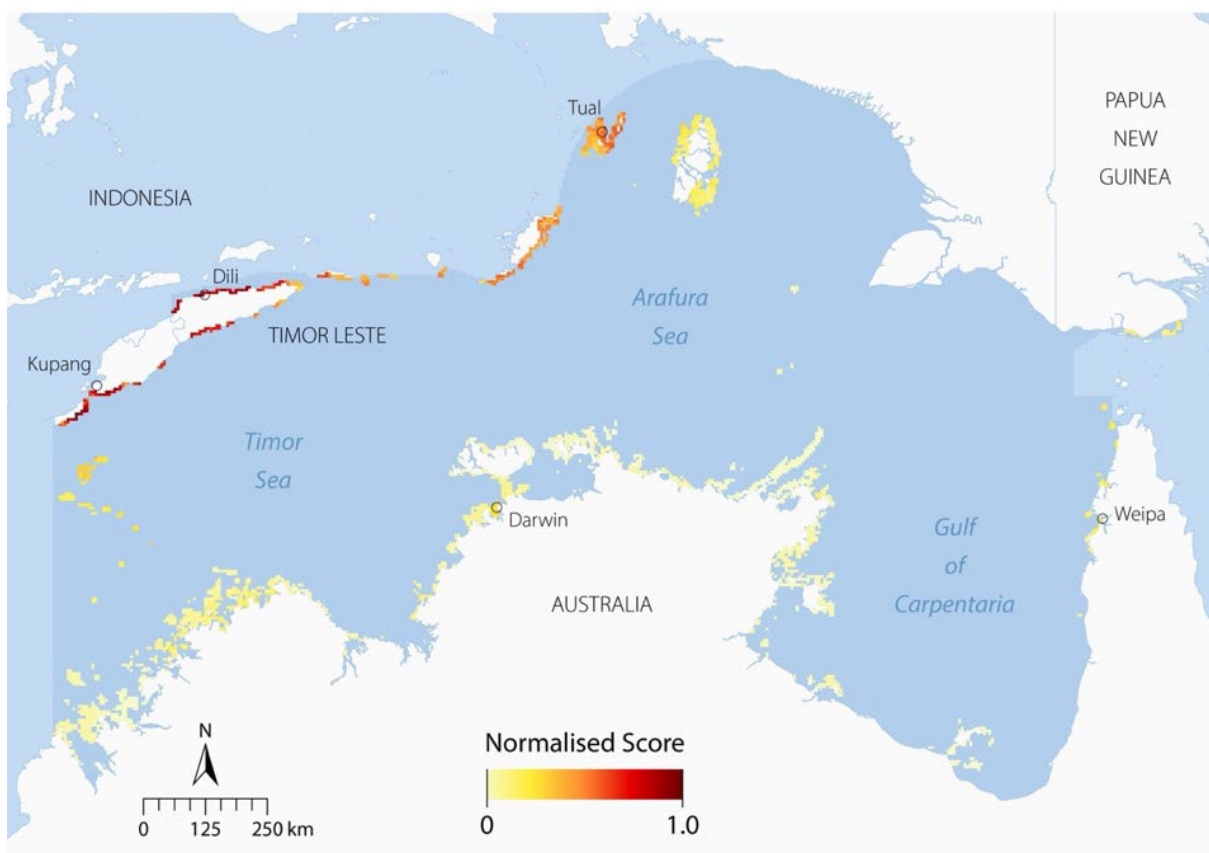 Tual
PAPUA
NEW
GUINEA
INDONESIA
Dili
Arafura
Sea
TIMOR LESTE
Kupang
Timor
Sea
Darwin
Weipa
Gulf
of
Carpentaria
AUSTRALIA
N
Normalised Score
0 125 250 km
0 1.0